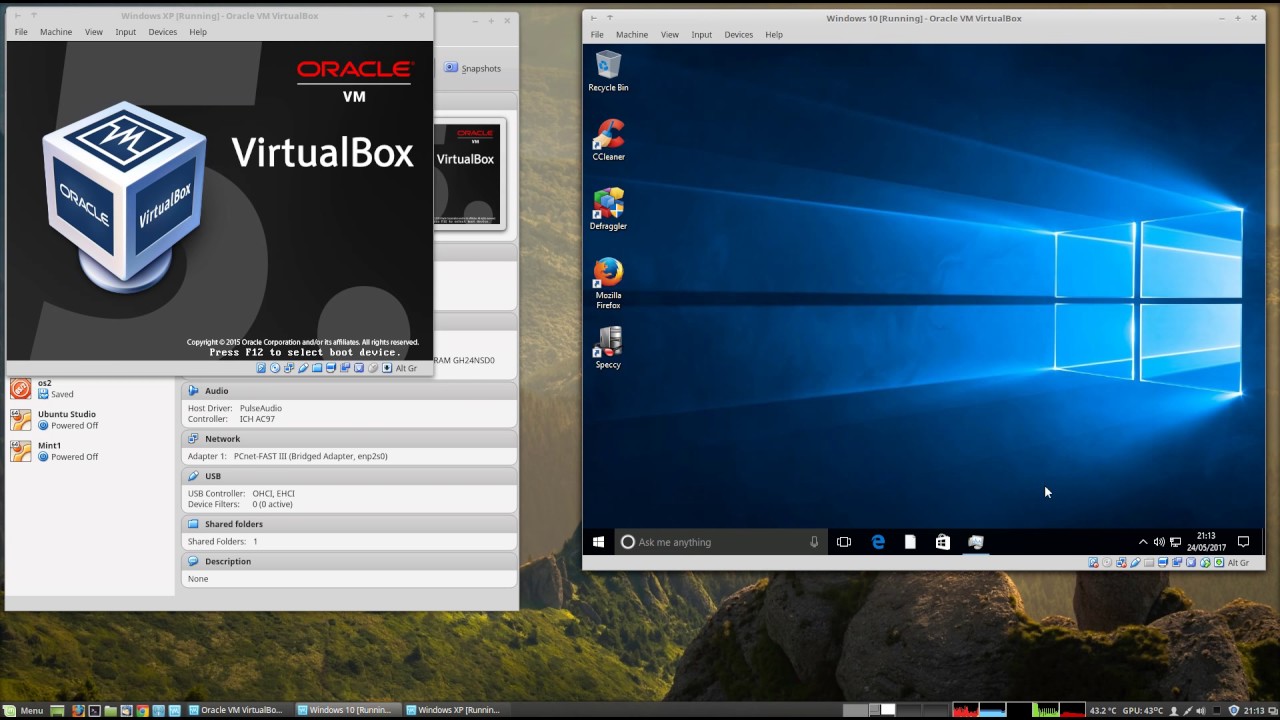 Windows XP [Running] - Oracle VM VirtualBox
File Machine View Input Devices Help
ORACLE
VM
VirtualBox
ORACLE
VirtualBox
5.
Copyright © 2015 Oracle Corporation and/or its affiliates. All rights reserved.
Press F12 to select boot device.
Alt Gr
Snapshots
ORACLE
VM
VirtualBox
RAM GH24NSD0
os2
Saved
Ubuntu Studio
Powered Off
Mint1
Powered Off
Audio
Host Driver: PulseAudio
Controller: ICH AC97
Network
Adapter 1: PCnet-FAST III (Bridged Adapter, enp2s0)
USB
USB Controller: OHCI, EHCI
Device Filters: 0 (0 active)
Shared folders
Shared Folders: 1
Description
None
Windows 10 [Running] - Oracle VM VirtualBox
File Machine View Input Devices Help
Recycle Bin
CCleaner
Defraggler
Mozilla
Firefox
Speccy
Ask me anything
21:13
24/05/2017
Alt Gr
Menu
Oracle VM VirtualBo...
Windows 10 [Runnin...
Windows XP [Runnin...
43.2 °C GPU: 43°C
21:13